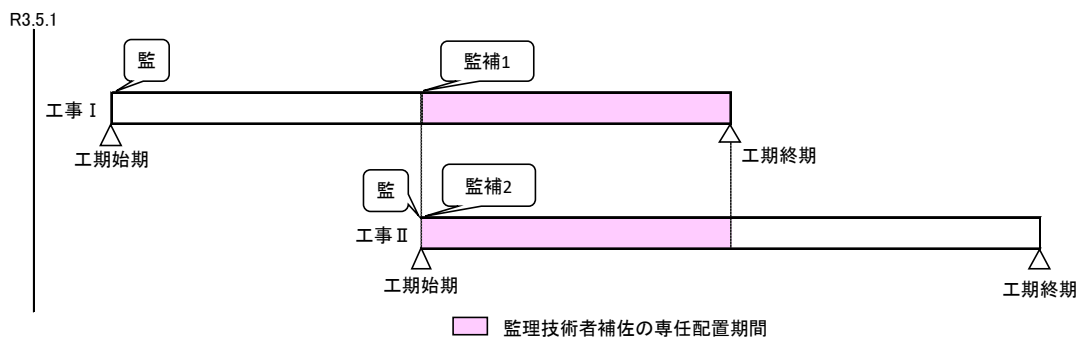 R3.5.1
監
監補1
工事Ⅰ
工期始期
工期終期
監
監補2
工事Ⅱ
工期始期
工期終期
監理技術者補佐の専任配置期間